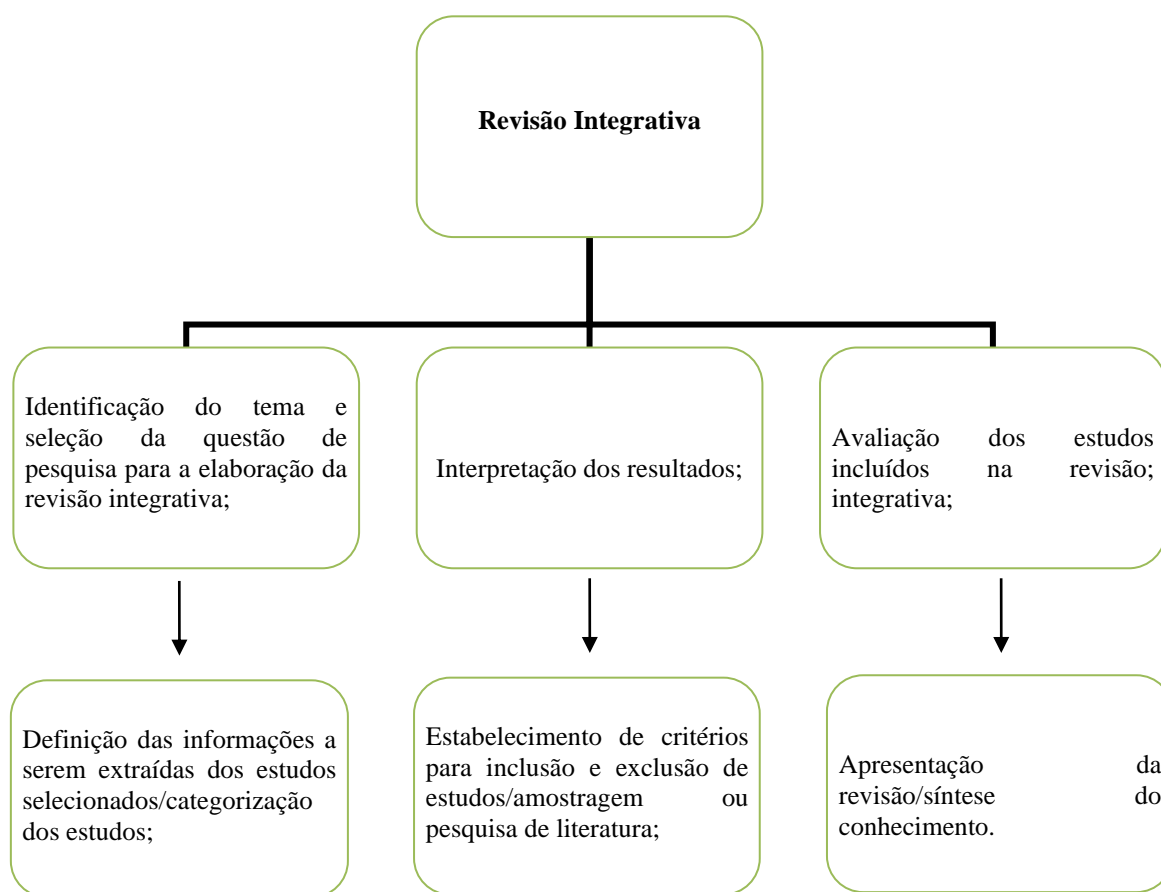 Revisão Integrativa
Identificação do tema e
seleção da questão de
pesquisa para a elaboração da
revisão integrativa;
Interpretação dos resultados;
Avaliação dos estudos
incluídos na revisão;
integrativa;
Definição das informações a
serem extraídas dos estudos
selecionados/categorização
dos estudos;
Estabelecimento de critérios
para inclusão e exclusão de
estudos/amostragem ou
pesquisa de literatura;
Apresentação da
revisão/síntese do
conhecimento.